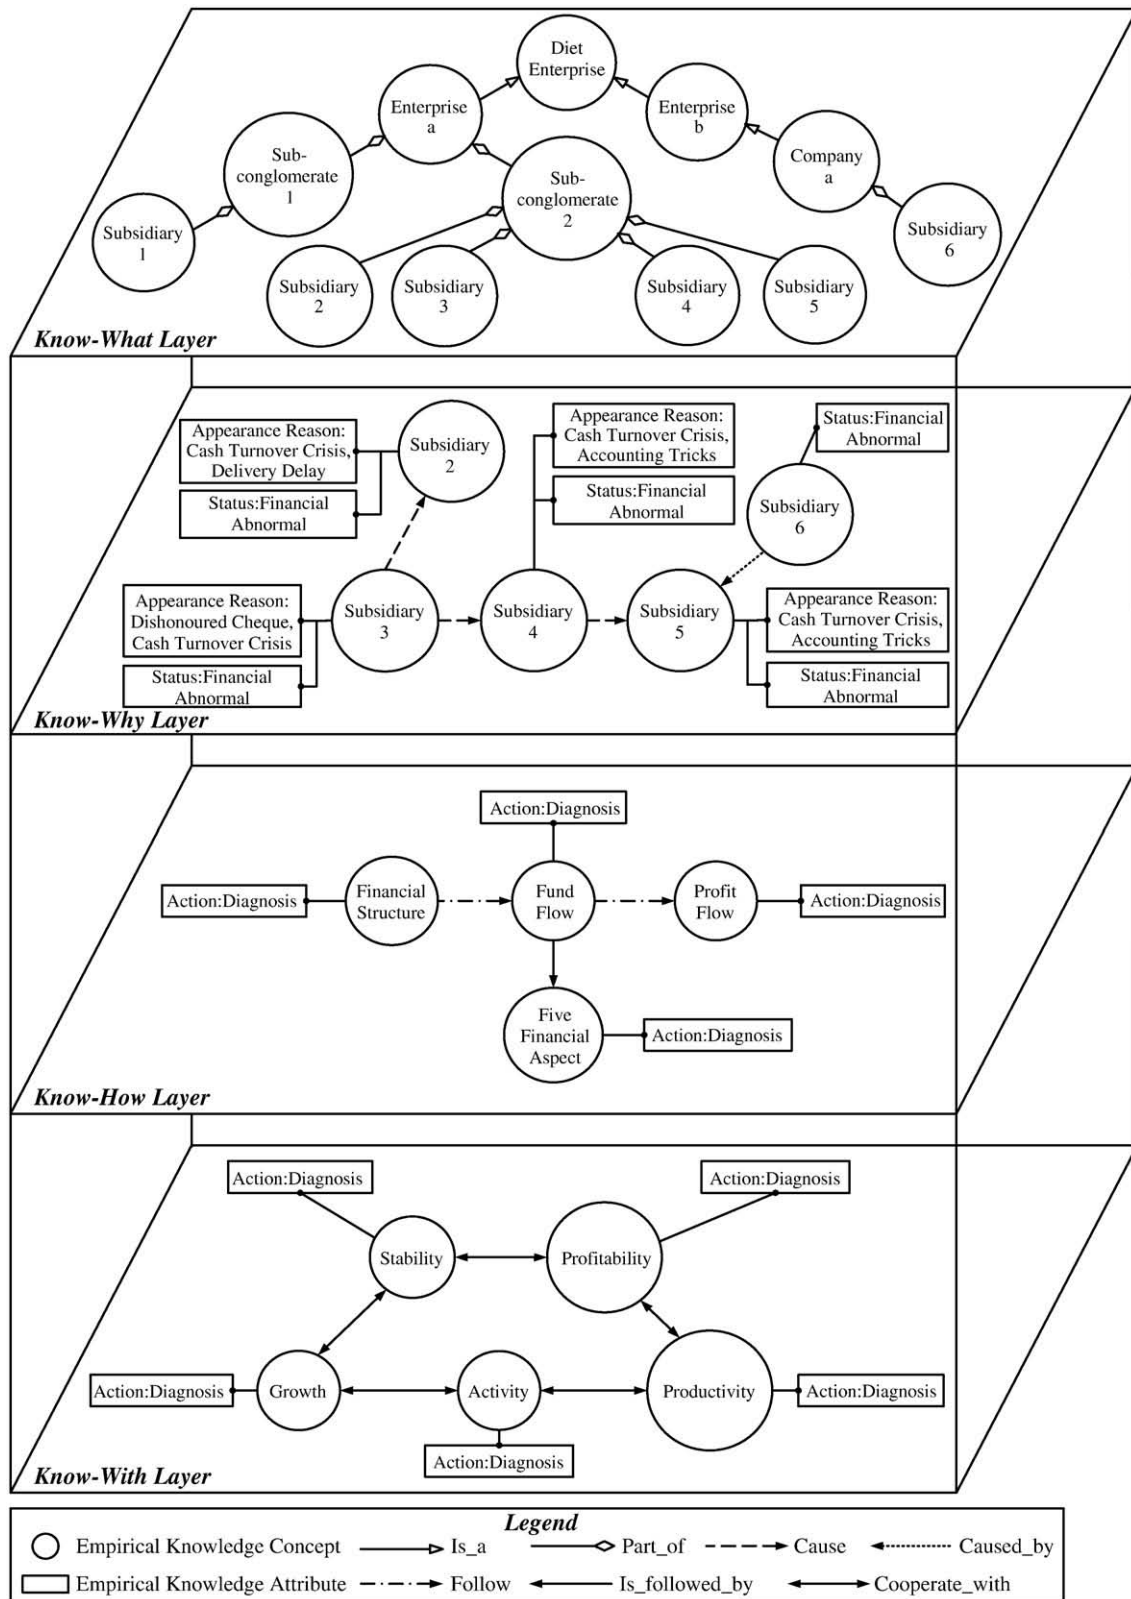 Diet
Enterprise
Enterprise
a
Enterprise
b
Sub-
conglomerate
1
Company
a
Sub-
conglomerate
2
Subsidiary
1
Subsidiary
6
Subsidiary
2
Subsidiary
3
Subsidiary
4
Subsidiary
5
Know-What Layer
Appearance Reason:
Cash Turnover Crisis,
Delivery Delay
Status:Financial
Abnormal
Subsidiary
2
Appearance Reason:
Cash Turnover Crisis,
Accounting Tricks
Status:Financial
Abnormal
Status:Financial
Abnormal
Subsidiary
6
Appearance Reason:
Dishonoured Cheque,
Cash Turnover Crisis
Status:Financial
Abnormal
Subsidiary
3
Subsidiary
4
Subsidiary
5
Appearance Reason:
Cash Turnover Crisis,
Accounting Tricks
Status:Financial
Abnormal
Know-Why Layer
Action:Diagnosis
Action:Diagnosis
Financial
Structure
Fund
Flow
Profit
Flow
Action:Diagnosis
Five
Financial
Aspect
Action:Diagnosis
Know-How Layer
Action:Diagnosis
Action:Diagnosis
Stability
Profitability
Action:Diagnosis
Growth
Activity
Productivity
Action:Diagnosis
Action:Diagnosis
Know-With Layer
Legend
Empirical Knowledge Concept
Is_a
Part_of
Cause
Caused_by
Empirical Knowledge Attribute
Follow
Is_followed_by
Cooperate_with